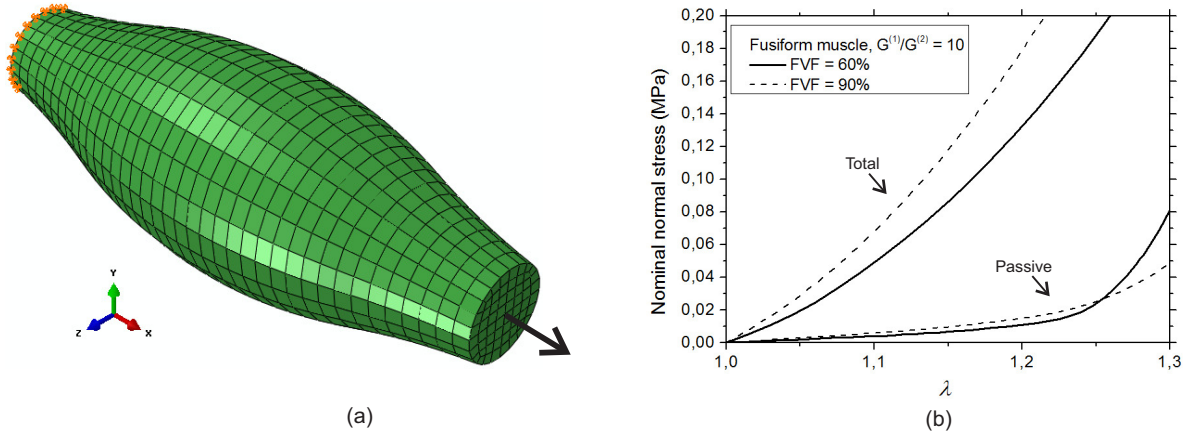 Y
Z
X
(a)
0,20
0,18
0,16
0,14
0,12
0,10
0,08
0,06
0,04
0,02
0,00
Nominal normal stress (MPa)
Fusiform muscle, G⁽¹⁾/G⁽²⁾ = 10
FVF = 60%
FVF = 90%
Total
Passive
1,0
1,1
1,2
1,3
λ
(b)